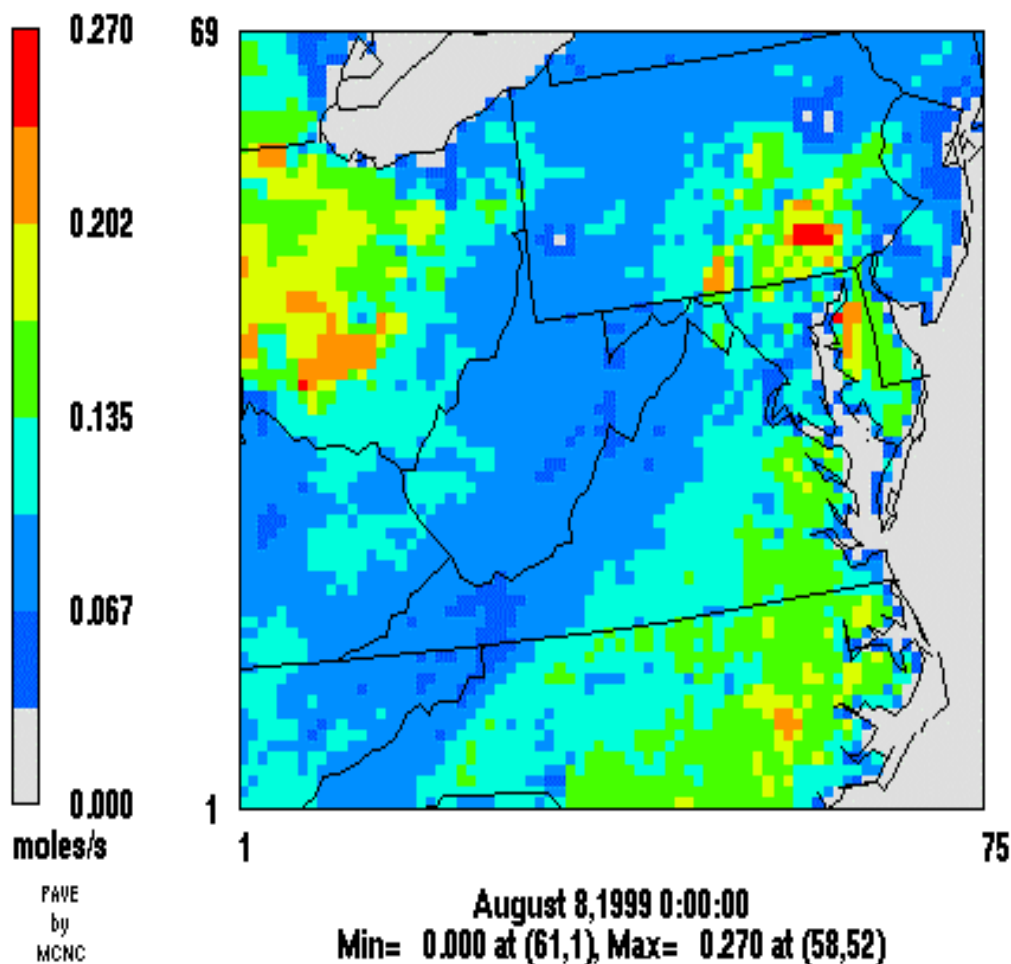 0.270
0.202
0.135
0.067
0.000
moles/s
PAVE
by
MCNC
69
1
1
75
August 8,1999 0:00:00
Min= 0.000 at (61,1), Max= 0.270 at (58,52)